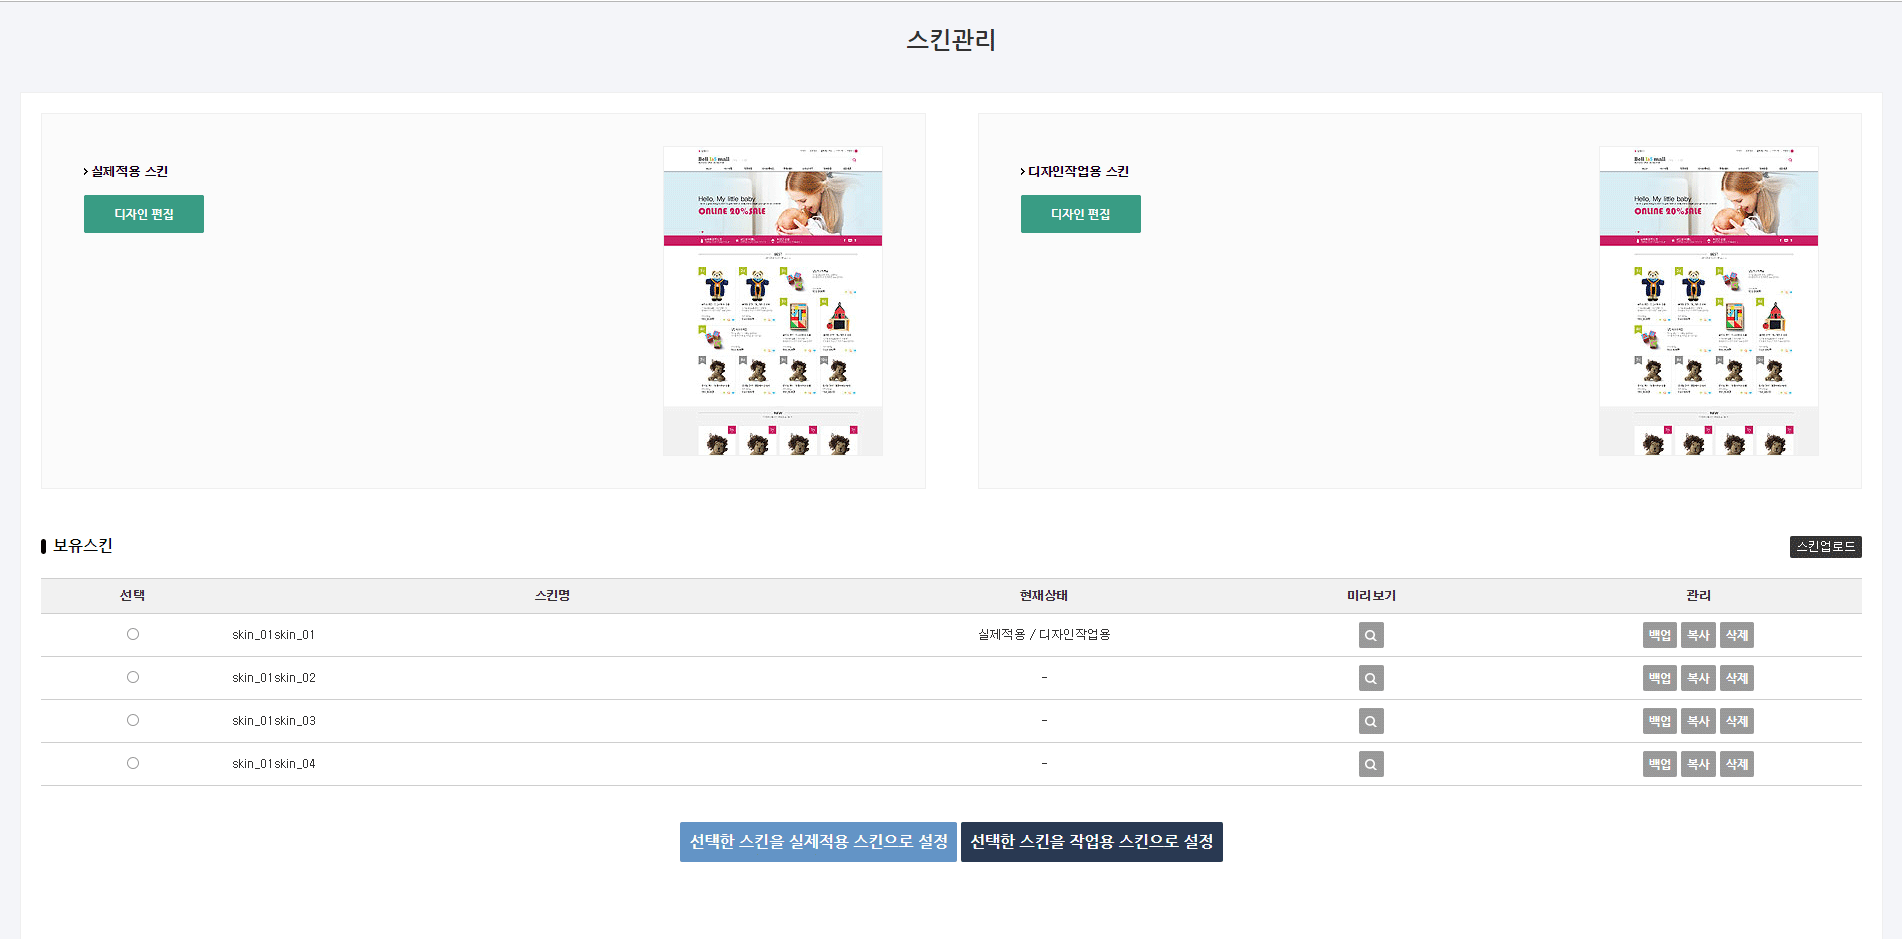 스킨관리
실제적용 스킨
디자인 편집
Hello, My little baby
ONLINE 20%SALE
디자인작업용 스킨
디자인 편집
Hello, My little baby
ONLINE 20%SALE
보유스킨
스킨업로드
선택 스킨명 현재상태 미리보기 관리
skin_01skin_01 실제적용 / 디자인작업용 백업 복사 삭제
skin_01skin_02 - 백업 복사 삭제
skin_01skin_03 - 백업 복사 삭제
skin_01skin_04 - 백업 복사 삭제
선택한 스킨을 실제적용 스킨으로 설정 선택한 스킨을 작업용 스킨으로 설정